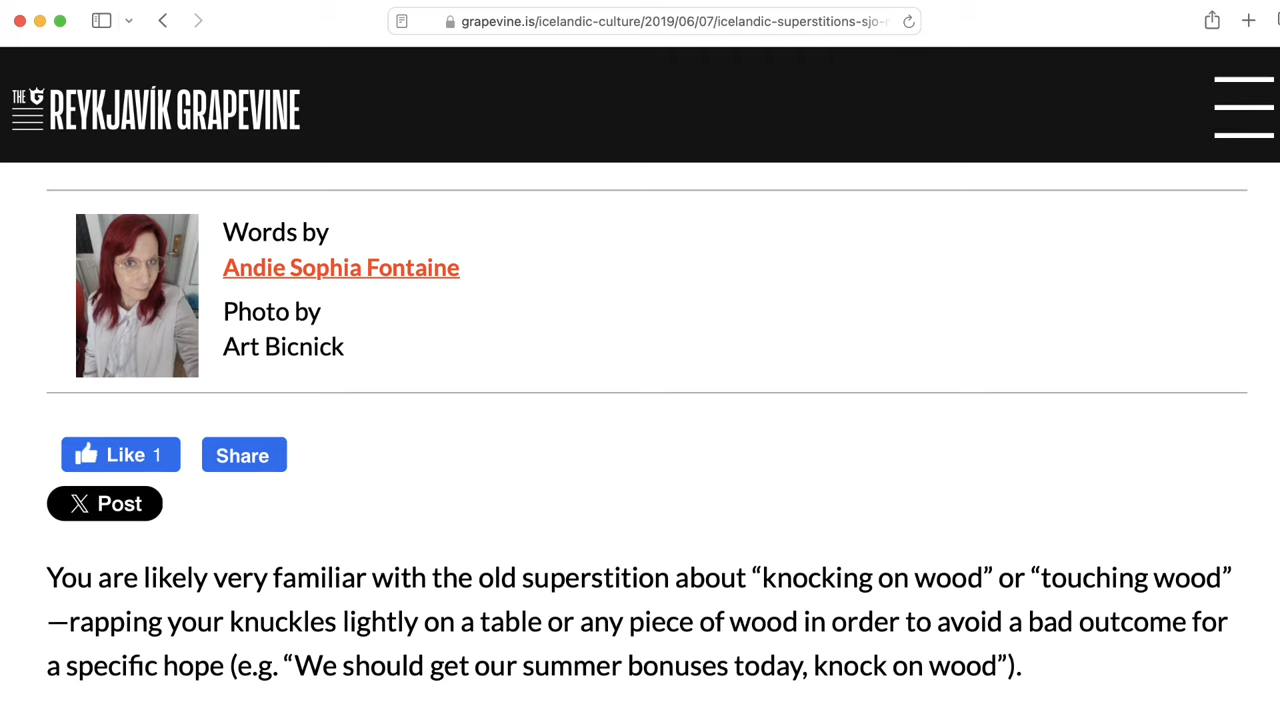 grapevine.is/icelandic-culture/2019/06/07/icelandic-superstitions-sjo-
THE REYKJAVÍK GRAPEVINE
Words by
Andie Sophia Fontaine
Photo by
Art Bicnick
Like 1 Share
X Post
You are likely very familiar with the old superstition about “knocking on wood” or “touching wood”
—rapping your knuckles lightly on a table or any piece of wood in order to avoid a bad outcome for
a specific hope (e.g. “We should get our summer bonuses today, knock on wood”).